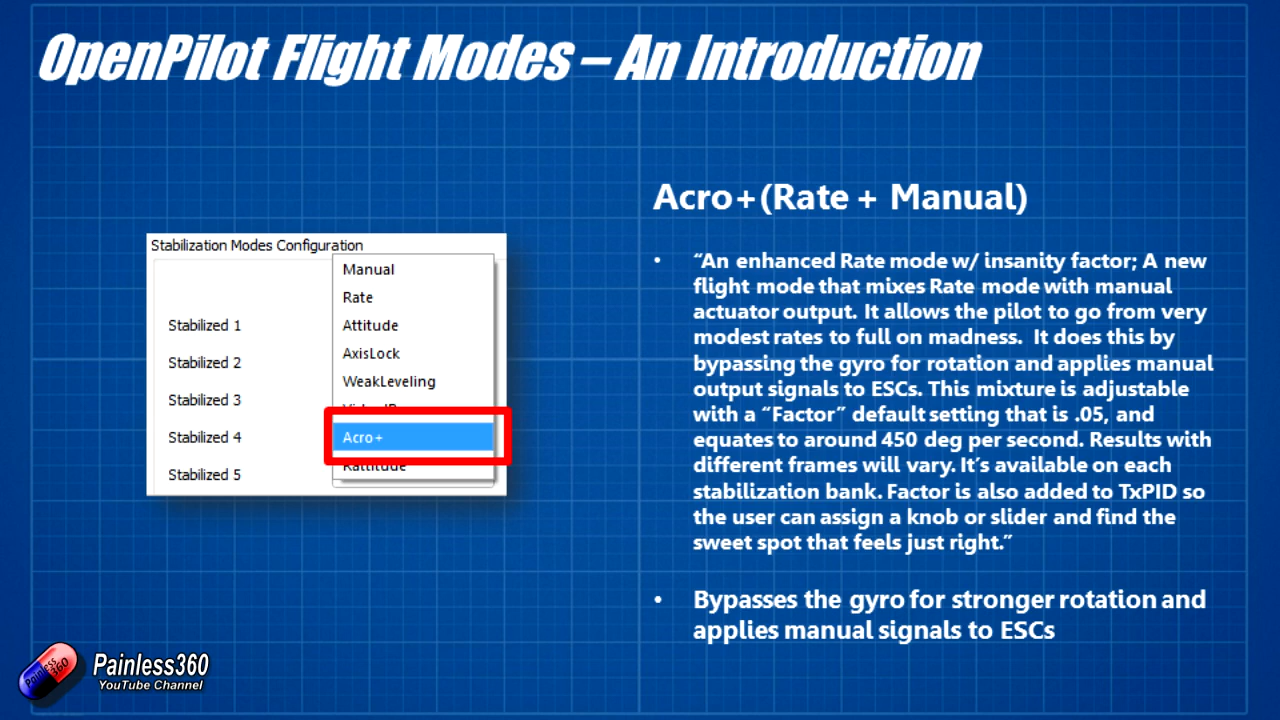 OpenPilot Flight Modes – An Introduction
Stabilization Modes Configuration
Manual
Rate
Stabilized 1
Attitude
AxisLock
Stabilized 2
WeakLeveling
Stabilized 3
Stabilized 4
Acro+
Rattitude
Stabilized 5
Acro+(Rate + Manual)
• “An enhanced Rate mode w/ insanity factor; A new
flight mode that mixes Rate mode with manual
actuator output. It allows the pilot to go from very
modest rates to full on madness. It does this by
bypassing the gyro for rotation and applies manual
output signals to ESCs. This mixture is adjustable
with a “Factor” default setting that is .05, and
equates to around 450 deg per second. Results with
different frames will vary. It’s available on each
stabilization bank. Factor is also added to TxPID so
the user can assign a knob or slider and find the
sweet spot that feels just right.”
• Bypasses the gyro for stronger rotation and
applies manual signals to ESCs
Painless360
Painless360
YouTube Channel